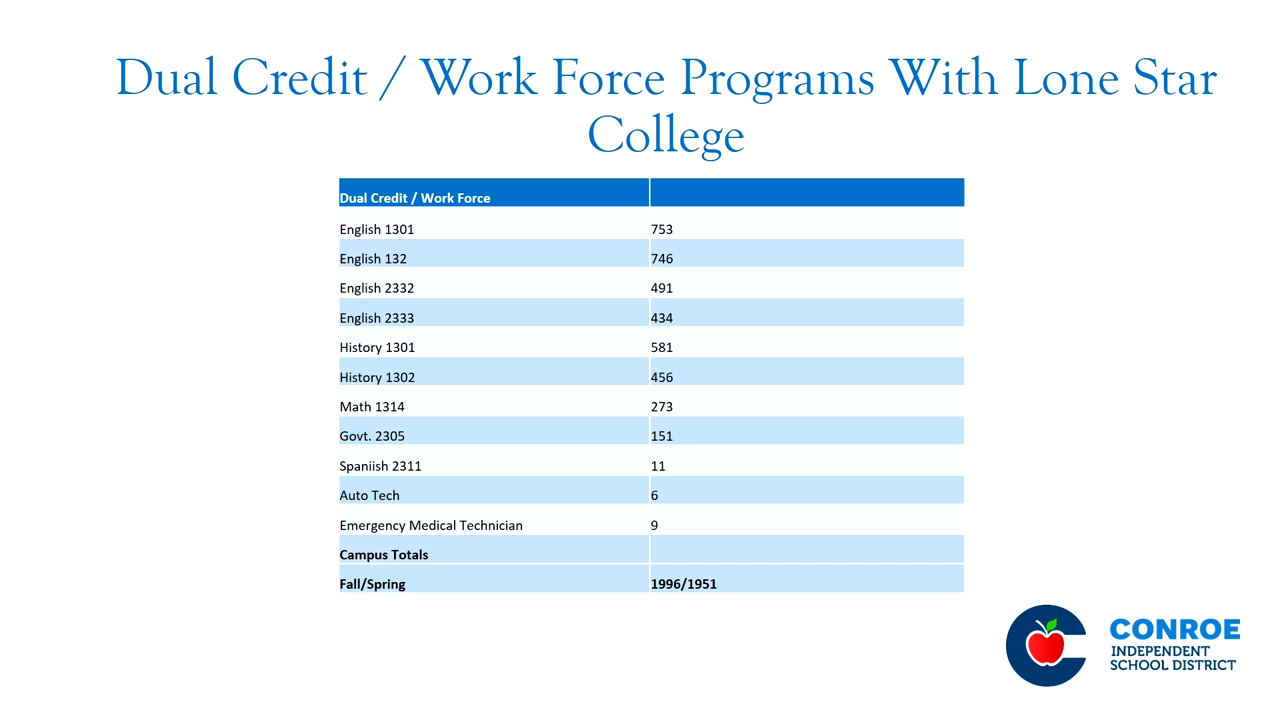 Dual Credit / Work Force Programs With Lone Star
College
Dual Credit / Work Force
English 1301 753
English 132 746
English 2332 491
English 2333 434
History 1301 581
History 1302 456
Math 1314 273
Govt. 2305 151
Spaniish 2311 11
Auto Tech 6
Emergency Medical Technician 9
Campus Totals
Fall/Spring 1996/1951
CONROE
INDEPENDENT
SCHOOL DISTRICT